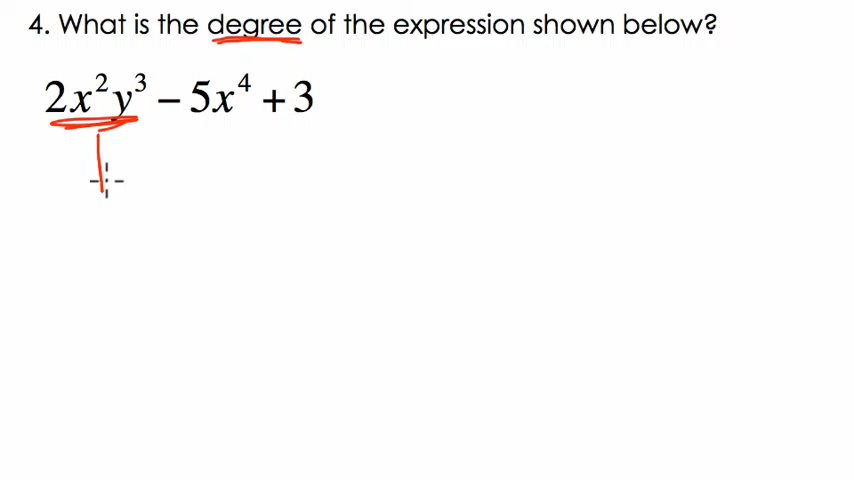 4. What is the degree of the expression shown below?
2x²y³ – 5x⁴ + 3